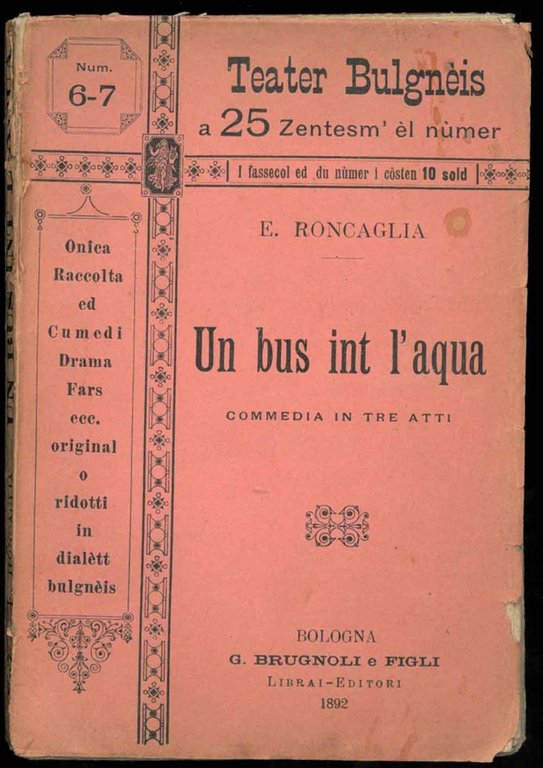 Num.
6-7
Teater Bulgnèis
a 25 Zentesm' èl nùmer
I fassecol ed du nùmer i còsten 10 sold
Onica
Raccolta
ed
Cumedi
Drama
Fars
ecc.
original
o
ridotti
in
dialètt
bulgnèis
E. RONCAGLIA
Un bus int l'aqua
COMMEDIA IN TRE ATTI
BOLOGNA
G. BRUGNOLI e FIGLI
LIBRAI-EDITORI
1892